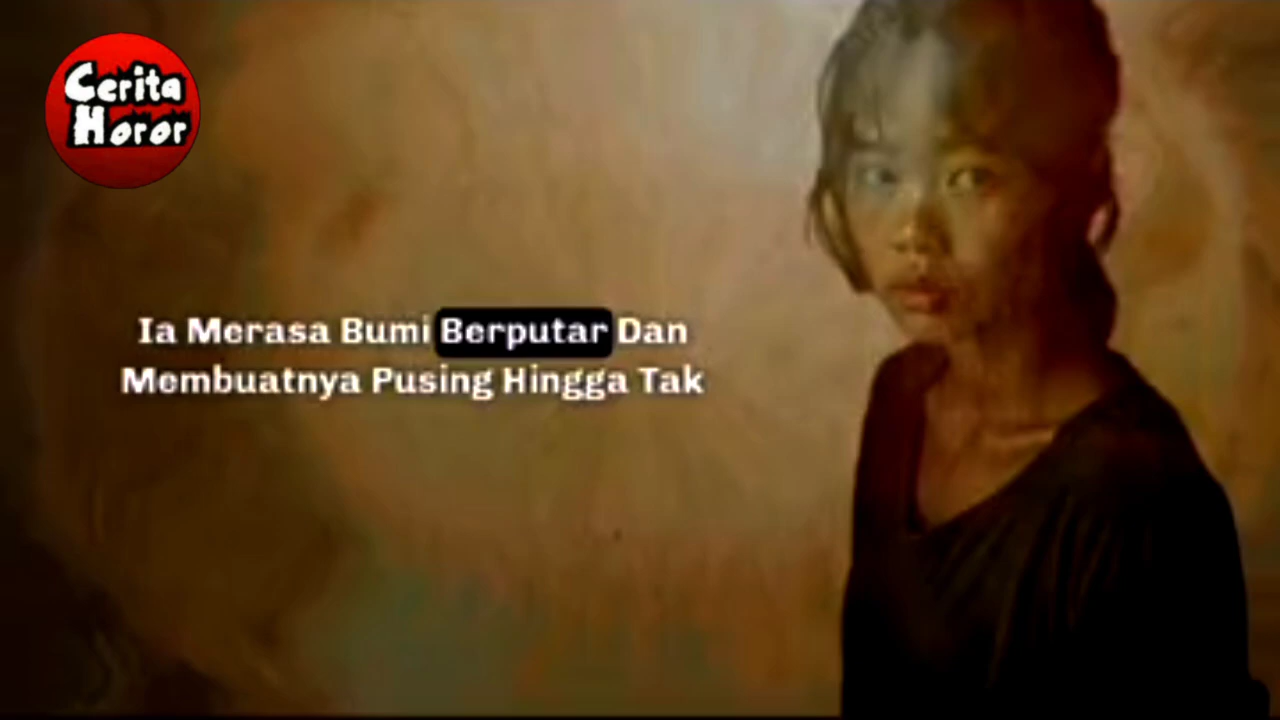 Cerita
Horor
Ia Merasa Bumi Berputar Dan
Membuatnya Pusing Hingga Tak